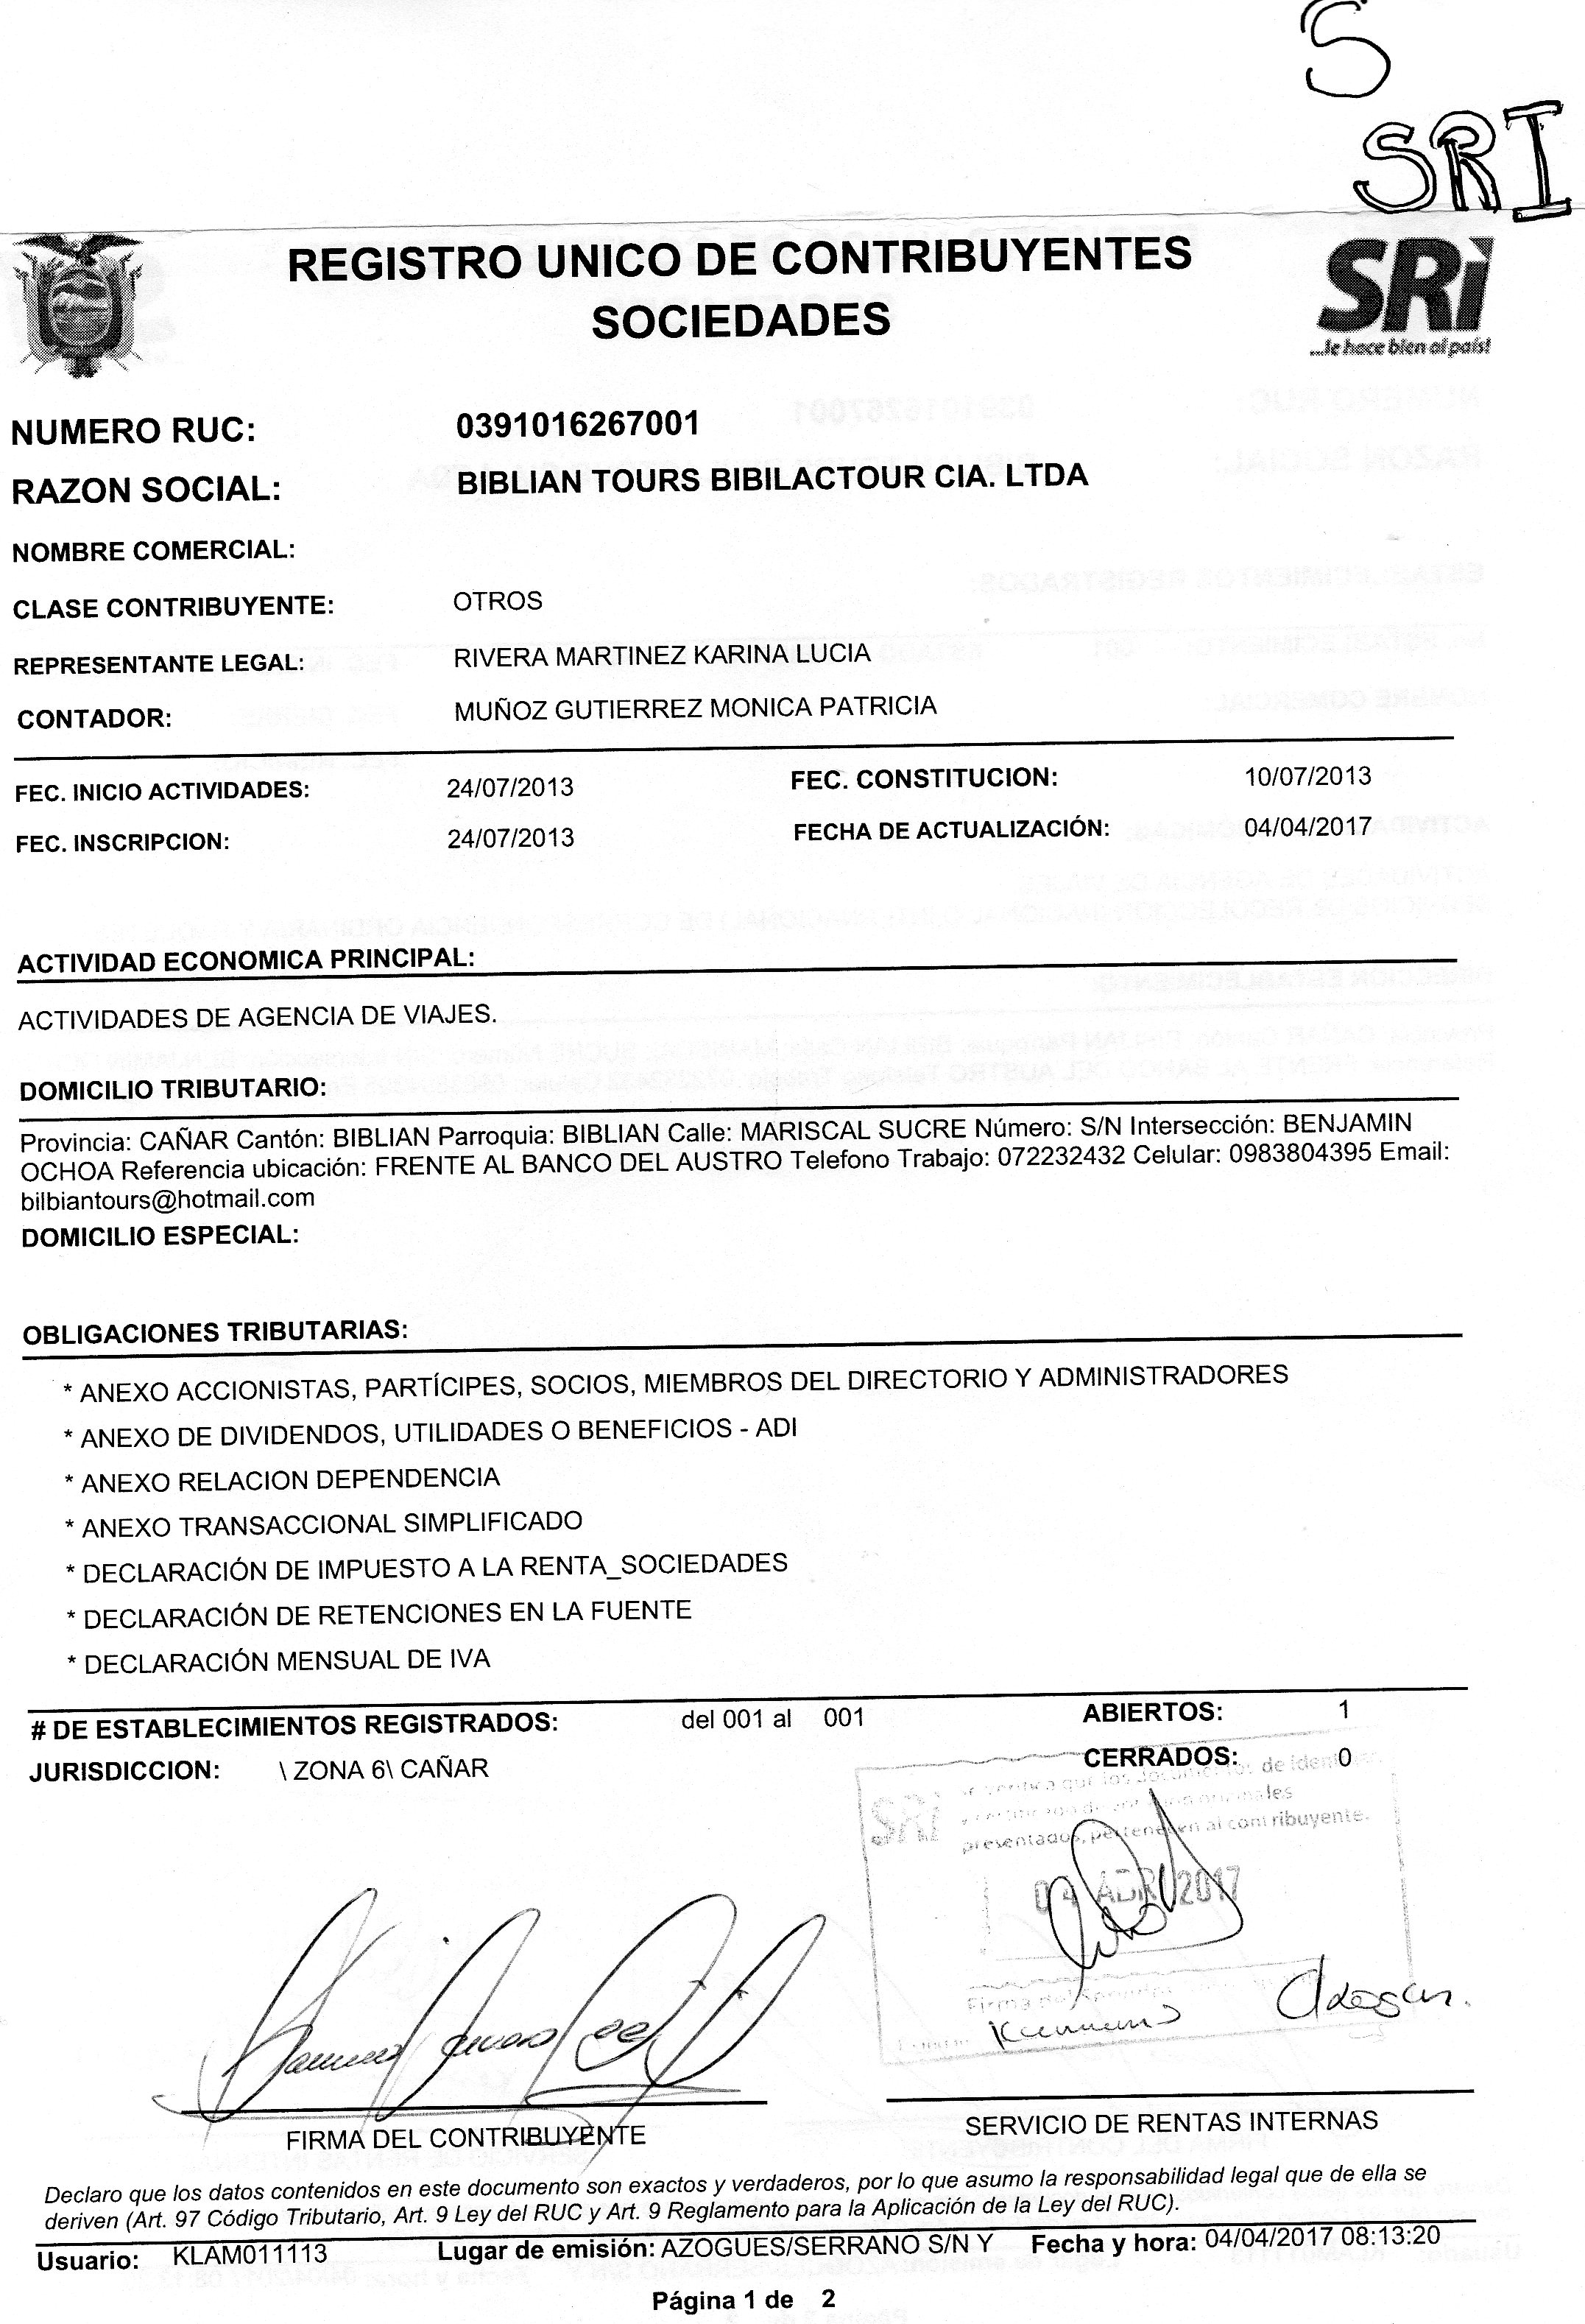 S
SRI
REGISTRO UNICO DE CONTRIBUYENTES
SOCIEDADES
SRi
...le hace bien al país!
NUMERO RUC: 0391016267001
RAZON SOCIAL: BIBLIAN TOURS BIBILACTOUR CIA. LTDA
NOMBRE COMERCIAL:
CLASE CONTRIBUYENTE: OTROS
REPRESENTANTE LEGAL: RIVERA MARTINEZ KARINA LUCIA
CONTADOR: MUÑOZ GUTIERREZ MONICA PATRICIA
FEC. INICIO ACTIVIDADES: 24/07/2013 FEC. CONSTITUCION: 10/07/2013
FEC. INSCRIPCION: 24/07/2013 FECHA DE ACTUALIZACIÓN: 04/04/2017
ACTIVIDAD ECONOMICA PRINCIPAL:
ACTIVIDADES DE AGENCIA DE VIAJES.
DOMICILIO TRIBUTARIO:
Provincia: CAÑAR Cantón: BIBLIAN Parroquia: BIBLIAN Calle: MARISCAL SUCRE Número: S/N Intersección: BENJAMIN
OCHOA Referencia ubicación: FRENTE AL BANCO DEL AUSTRO Telefono Trabajo: 072232432 Celular: 0983804395 Email:
bilbiantours@hotmail.com
DOMICILIO ESPECIAL:
OBLIGACIONES TRIBUTARIAS:
* ANEXO ACCIONISTAS, PARTÍCIPES, SOCIOS, MIEMBROS DEL DIRECTORIO Y ADMINISTRADORES
* ANEXO DE DIVIDENDOS, UTILIDADES O BENEFICIOS - ADI
* ANEXO RELACION DEPENDENCIA
* ANEXO TRANSACCIONAL SIMPLIFICADO
* DECLARACIÓN DE IMPUESTO A LA RENTA_SOCIEDADES
* DECLARACIÓN DE RETENCIONES EN LA FUENTE
* DECLARACIÓN MENSUAL DE IVA
# DE ESTABLECIMIENTOS REGISTRADOS: del 001 al 001 ABIERTOS: 1
JURISDICCION: \ ZONA 6\ CAÑAR CERRADOS: 0
SRi
verifica que los documentos de
originales
presentados, pertenecen al contribuyente.
04 ABR 2017
Firma del
FIRMA DEL CONTRIBUYENTE SERVICIO DE RENTAS INTERNAS
Declaro que los datos contenidos en este documento son exactos y verdaderos, por lo que asumo la responsabilidad legal que de ella se
deriven (Art. 97 Código Tributario, Art. 9 Ley del RUC y Art. 9 Reglamento para la Aplicación de la Ley del RUC).
Usuario: KLAM011113 Lugar de emisión: AZOGUES/SERRANO S/N Y Fecha y hora: 04/04/2017 08:13:20
Página 1 de 2